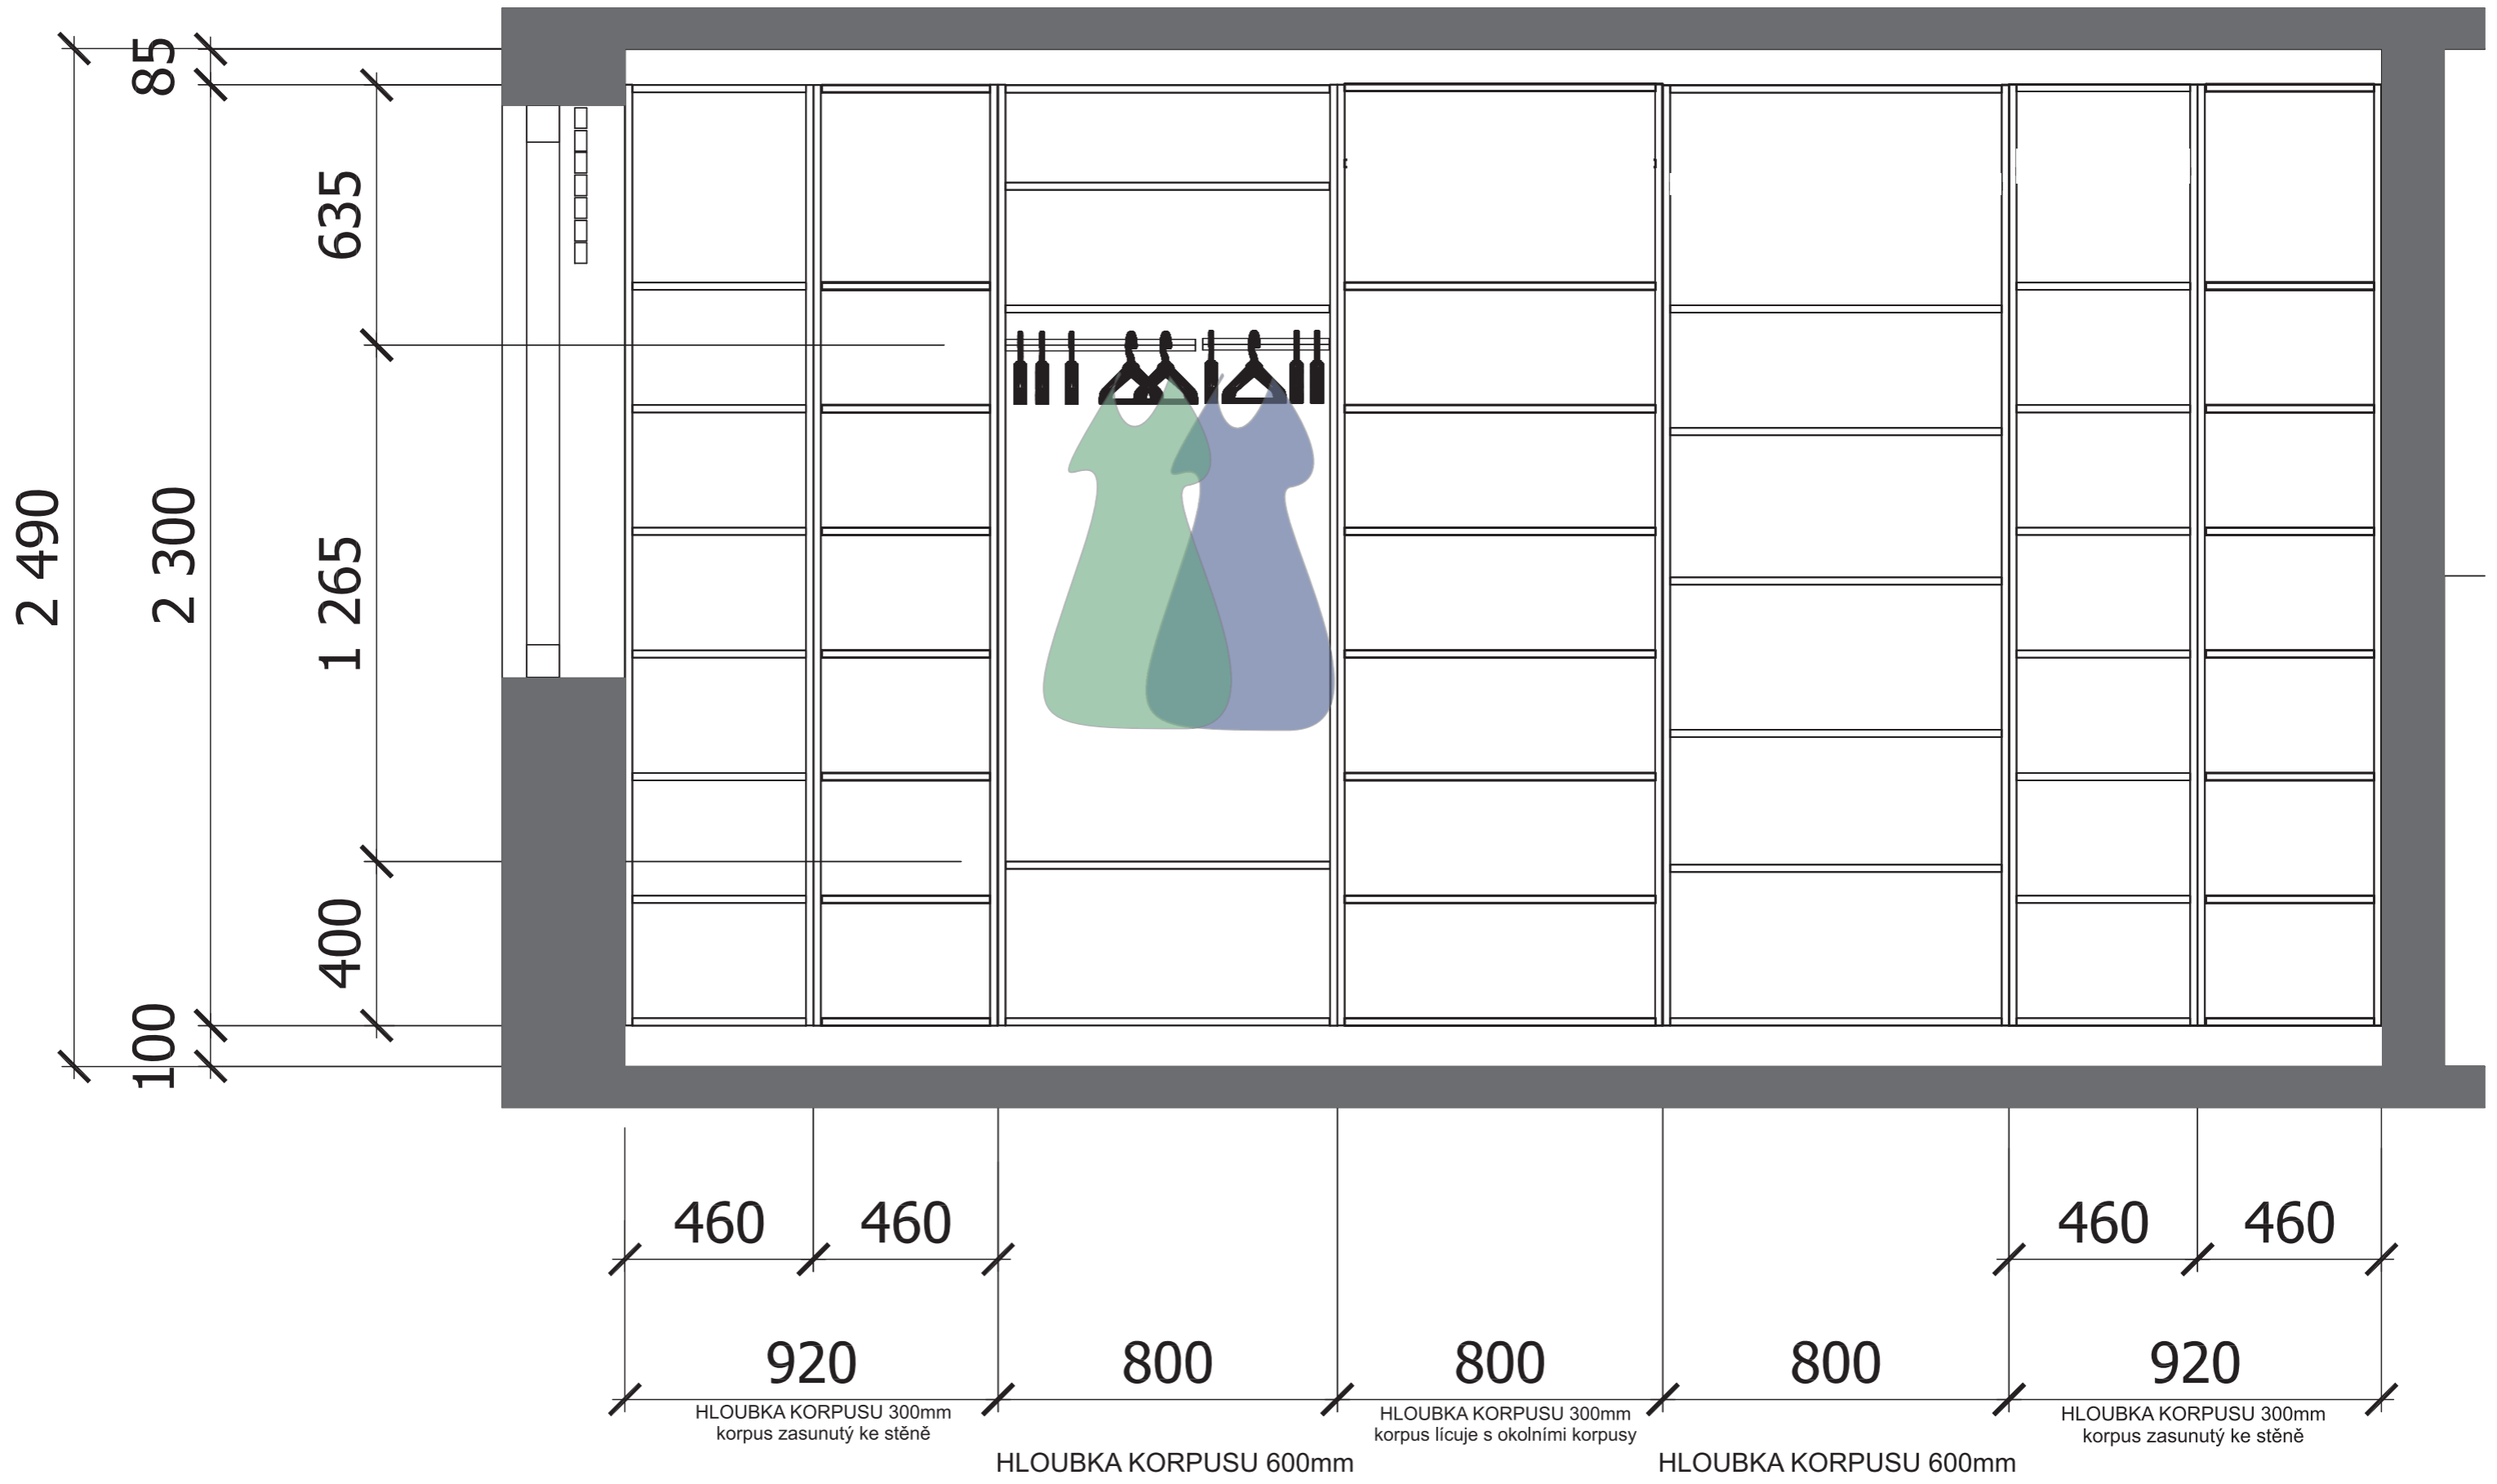 85
635
2 490
2 300
1 265
400
100
460
460
460
460
920
800
800
800
920
HLOUBKA KORPUSU 300mm
korpus zasunutý ke stěně
HLOUBKA KORPUSU 300mm
korpus lícuje s okolními korpusy
HLOUBKA KORPUSU 300mm
korpus zasunutý ke stěně
HLOUBKA KORPUSU 600mm
HLOUBKA KORPUSU 600mm